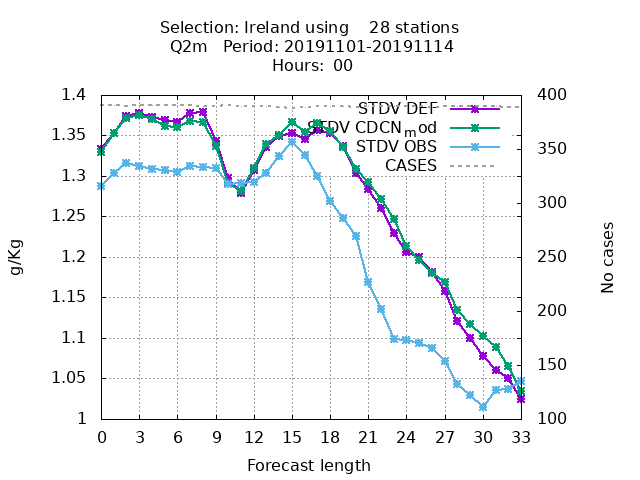 Selection: Ireland using    28 stations
Q2m   Period: 20191101-20191114
Hours:  00
1.4
1.35
1.3
1.25
1.2
1.15
1.1
1.05
1
g/Kg
STDV DEF
STDV CDCNmod
STDV OBS
CASES
400
350
300
250
200
150
100
No cases
0 3 6 9 12 15 18 21 24 27 30 33
Forecast length